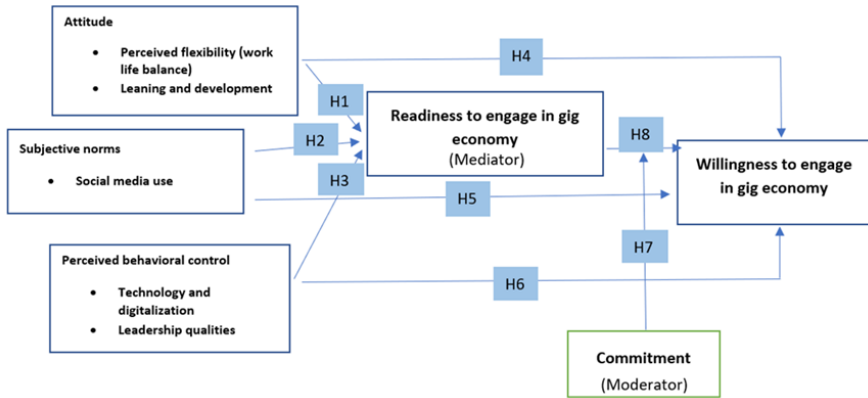 Attitude
• Perceived flexibility (work
life balance)
• Leaning and development
H4
H1
Readiness to engage in gig
economy
(Mediator)
H8
H2
Subjective norms
• Social media use
H3
Willingness to engage
in gig economy
H5
Perceived behavioral control
• Technology and
digitalization
• Leadership qualities
H7
H6
Commitment
(Moderator)